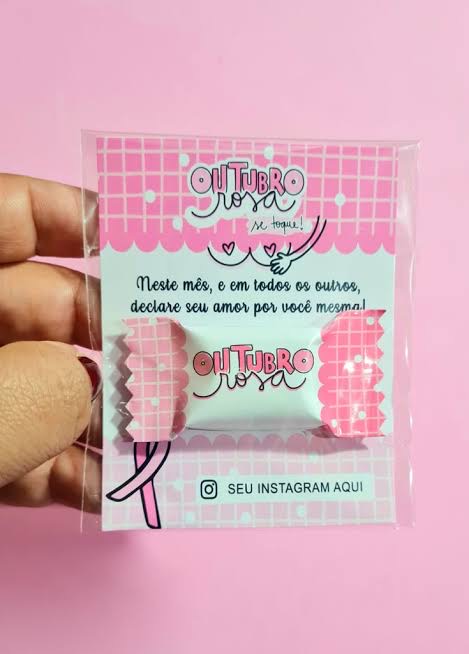 OUTUBRO
rosa
se toque!
Neste mês, e em todos os outros,
declare seu amor por você mesma!
OUTUBRO
rosa
SEU INSTAGRAM AQUI